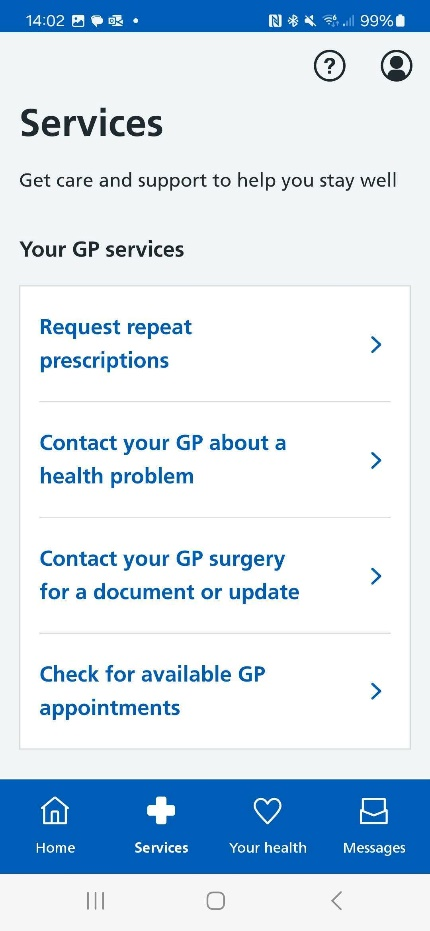 14:02 99%
?
Services
Get care and support to help you stay well
Your GP services
Request repeat
prescriptions
Contact your GP about a
health problem
Contact your GP surgery
for a document or update
Check for available GP
appointments
Home Services Your health Messages